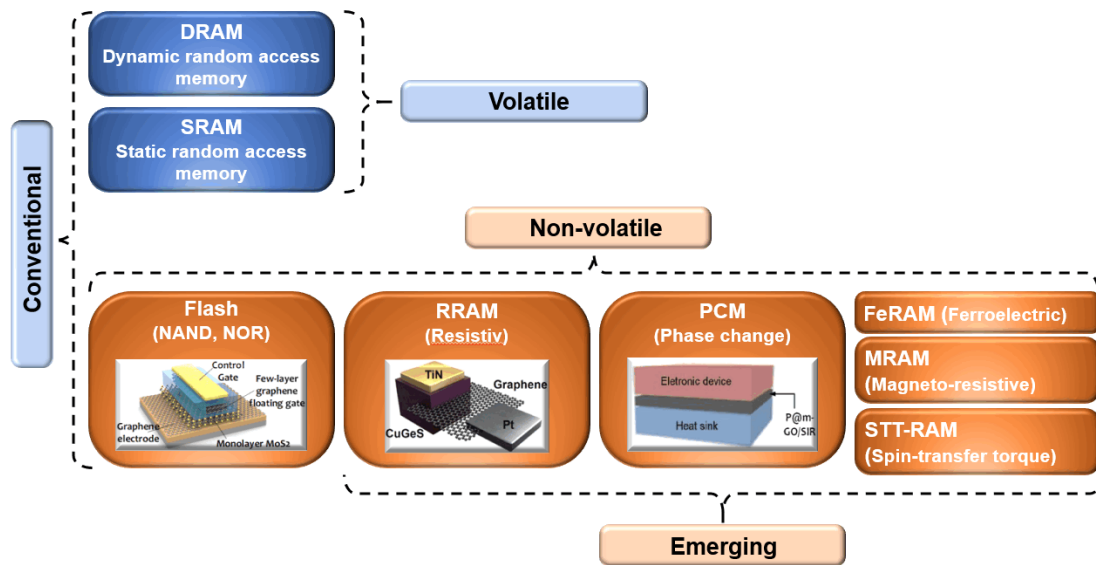 DRAM
Dynamic random access
memory
SRAM
Static random access
memory
Volatile
Conventional
Non-volatile
Flash
(NAND, NOR)
Control
Gate
Few-layer
graphene
floating gate
Graphene
electrode
Monolayer MoS2
RRAM
(Resistiv)
TiN
Graphene
Pt
CuGeS
PCM
(Phase change)
Eletronic device
Heat sink
P@m-
GO/SIR
FeRAM (Ferroelectric)
MRAM
(Magneto-resistive)
STT-RAM
(Spin-transfer torque)
Emerging